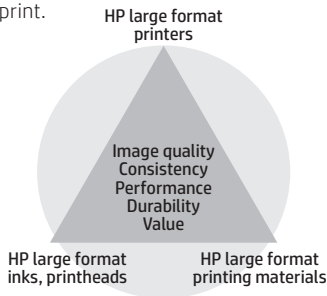 print.
HP large format
printers
Image quality
Consistency
Performance
Durability
Value
HP large format
inks, printheads
HP large format
printing materials